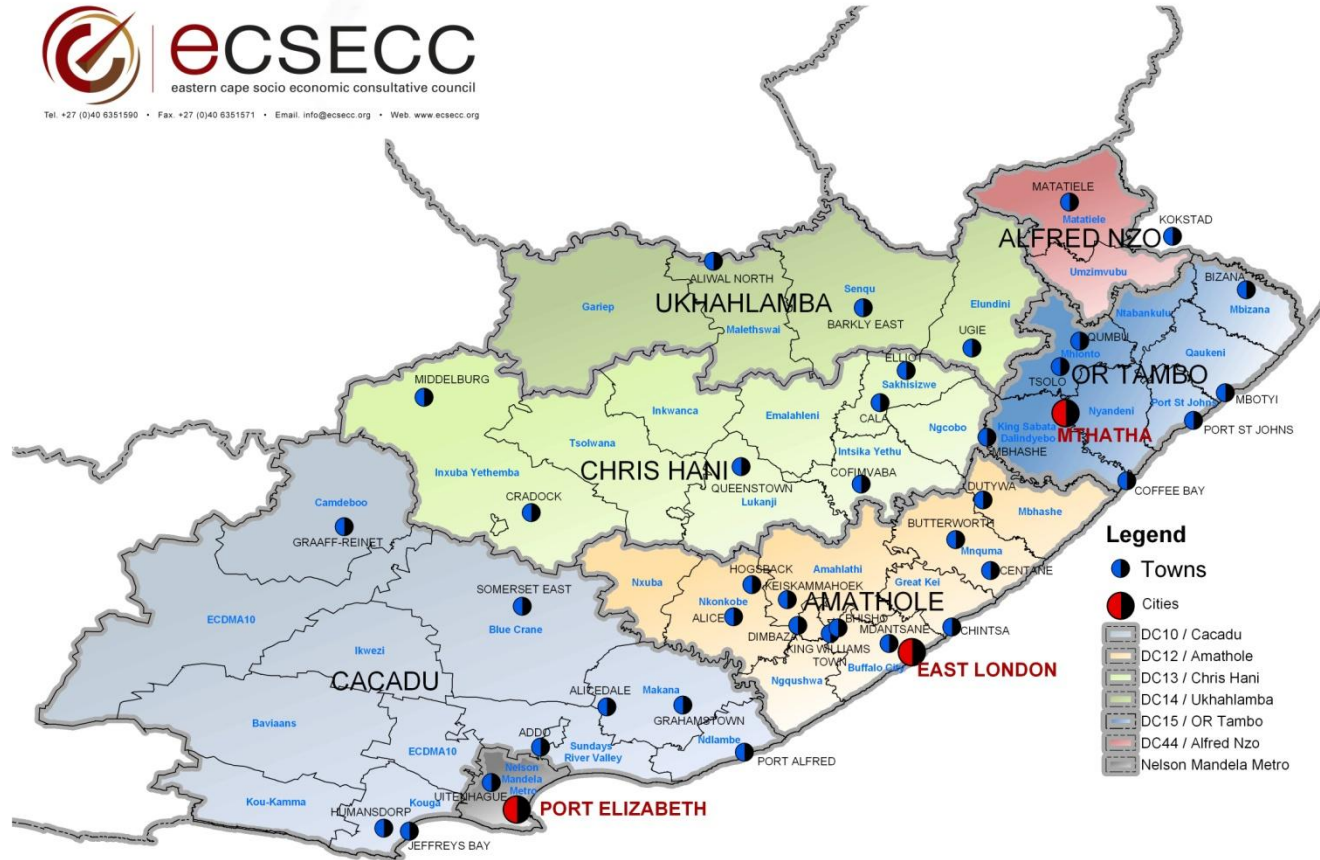 eCSECC
eastern cape socio economic consultative council
Tel. +27 (0)40 6351590 • Fax. +27 (0)40 6351571 • Email. info@ecsecc.org • Web. www.ecsecc.org
MATATIELE
Matatiele
KOKSTAD
ALFRED NZO
Umzimvubu
BIZANA
Mbizana
ALIWAL NORTH
Gariep
UKHAHLAMBA
Senqu
Elundini
Malethswai
BARKLY EAST
UGIE
Ntabankulu
QUMBU
Mhlonto
Qaukeni
TSOLO
OR TAMBO
MBOTYI
Nyandeni
Port St Johns
PORT ST JOHNS
King Sabata
Dalindyebo
MTHATHA
MBHASHE
COFFEE BAY
MIDDELBURG
ELLIOT
Sakhisizwe
CALA
Inkwanca
Emalahleni
Ngcobo
Tsolwana
Intsika Yethu
Inxuba Yethemba
CHRIS HANI
QUEENSTOWN
COFIMVABA
Lukanji
CRADOCK
DUTYWA
Mbhashe
BUTTERWORTH
Mnquma
CENTANE
Camdeboo
GRAAFF-REINET
HOGSBACK
Amahlathi
Nxuba
KEISKAMMAHOEK
Great Kei
Nkonkobe
AMATHOLE
ALICE
BHISHO
DIMBAZA
MDANTSANE
CHINTSA
KING WILLIAMS
TOWN
Buffalo City
EAST LONDON
Ngqushwa
SOMERSET EAST
Blue Crane
ECDMA10
Ikwezi
CACADU
ALICEDALE
Makana
GRAHAMSTOWN
Baviaans
ADDO
Ndlambe
ECDMA10
Sundays
River Valley
PORT ALFRED
Nelson
Mandela
Metro
UITENHAGUE
Kou-Kamma
Kouga
PORT ELIZABETH
HUMANSDORP
JEFFREYS BAY
Legend
Towns
Cities
DC10 / Cacadu
DC12 / Amathole
DC13 / Chris Hani
DC14 / Ukhahlamba
DC15 / OR Tambo
DC44 / Alfred Nzo
Nelson Mandela Metro